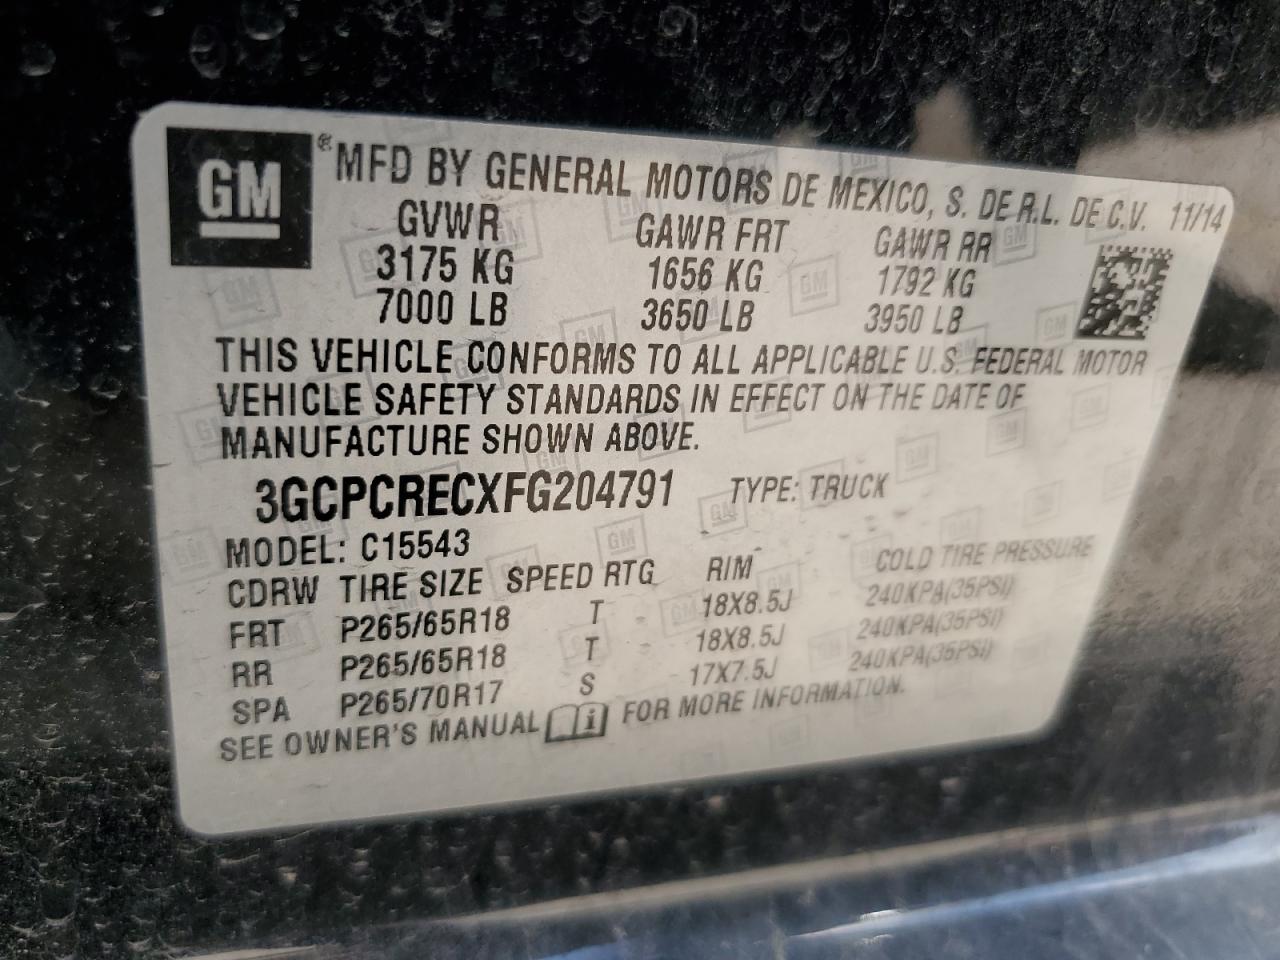 GM ® MFD BY GENERAL MOTORS DE MEXICO, S. DE R.L. DE C.V. 11/14
GVWR GAWR FRT GAWR RR
3175 KG 1656 KG 1792 KG
7000 LB 3650 LB 3950 LB
THIS VEHICLE CONFORMS TO ALL APPLICABLE U.S. FEDERAL MOTOR
VEHICLE SAFETY STANDARDS IN EFFECT ON THE DATE OF
MANUFACTURE SHOWN ABOVE.
3GCPCRECXFG204791 TYPE: TRUCK
MODEL: C15543
CDRW TIRE SIZE SPEED RTG RIM COLD TIRE PRESSURE
FRT P265/65R18 T 18X8.5J 240KPA(35PSI)
RR P265/65R18 T 18X8.5J 240KPA(35PSI)
SPA P265/70R17 S 17X7.5J 240KPA(35PSI)
SEE OWNER'S MANUAL i FOR MORE INFORMATION.